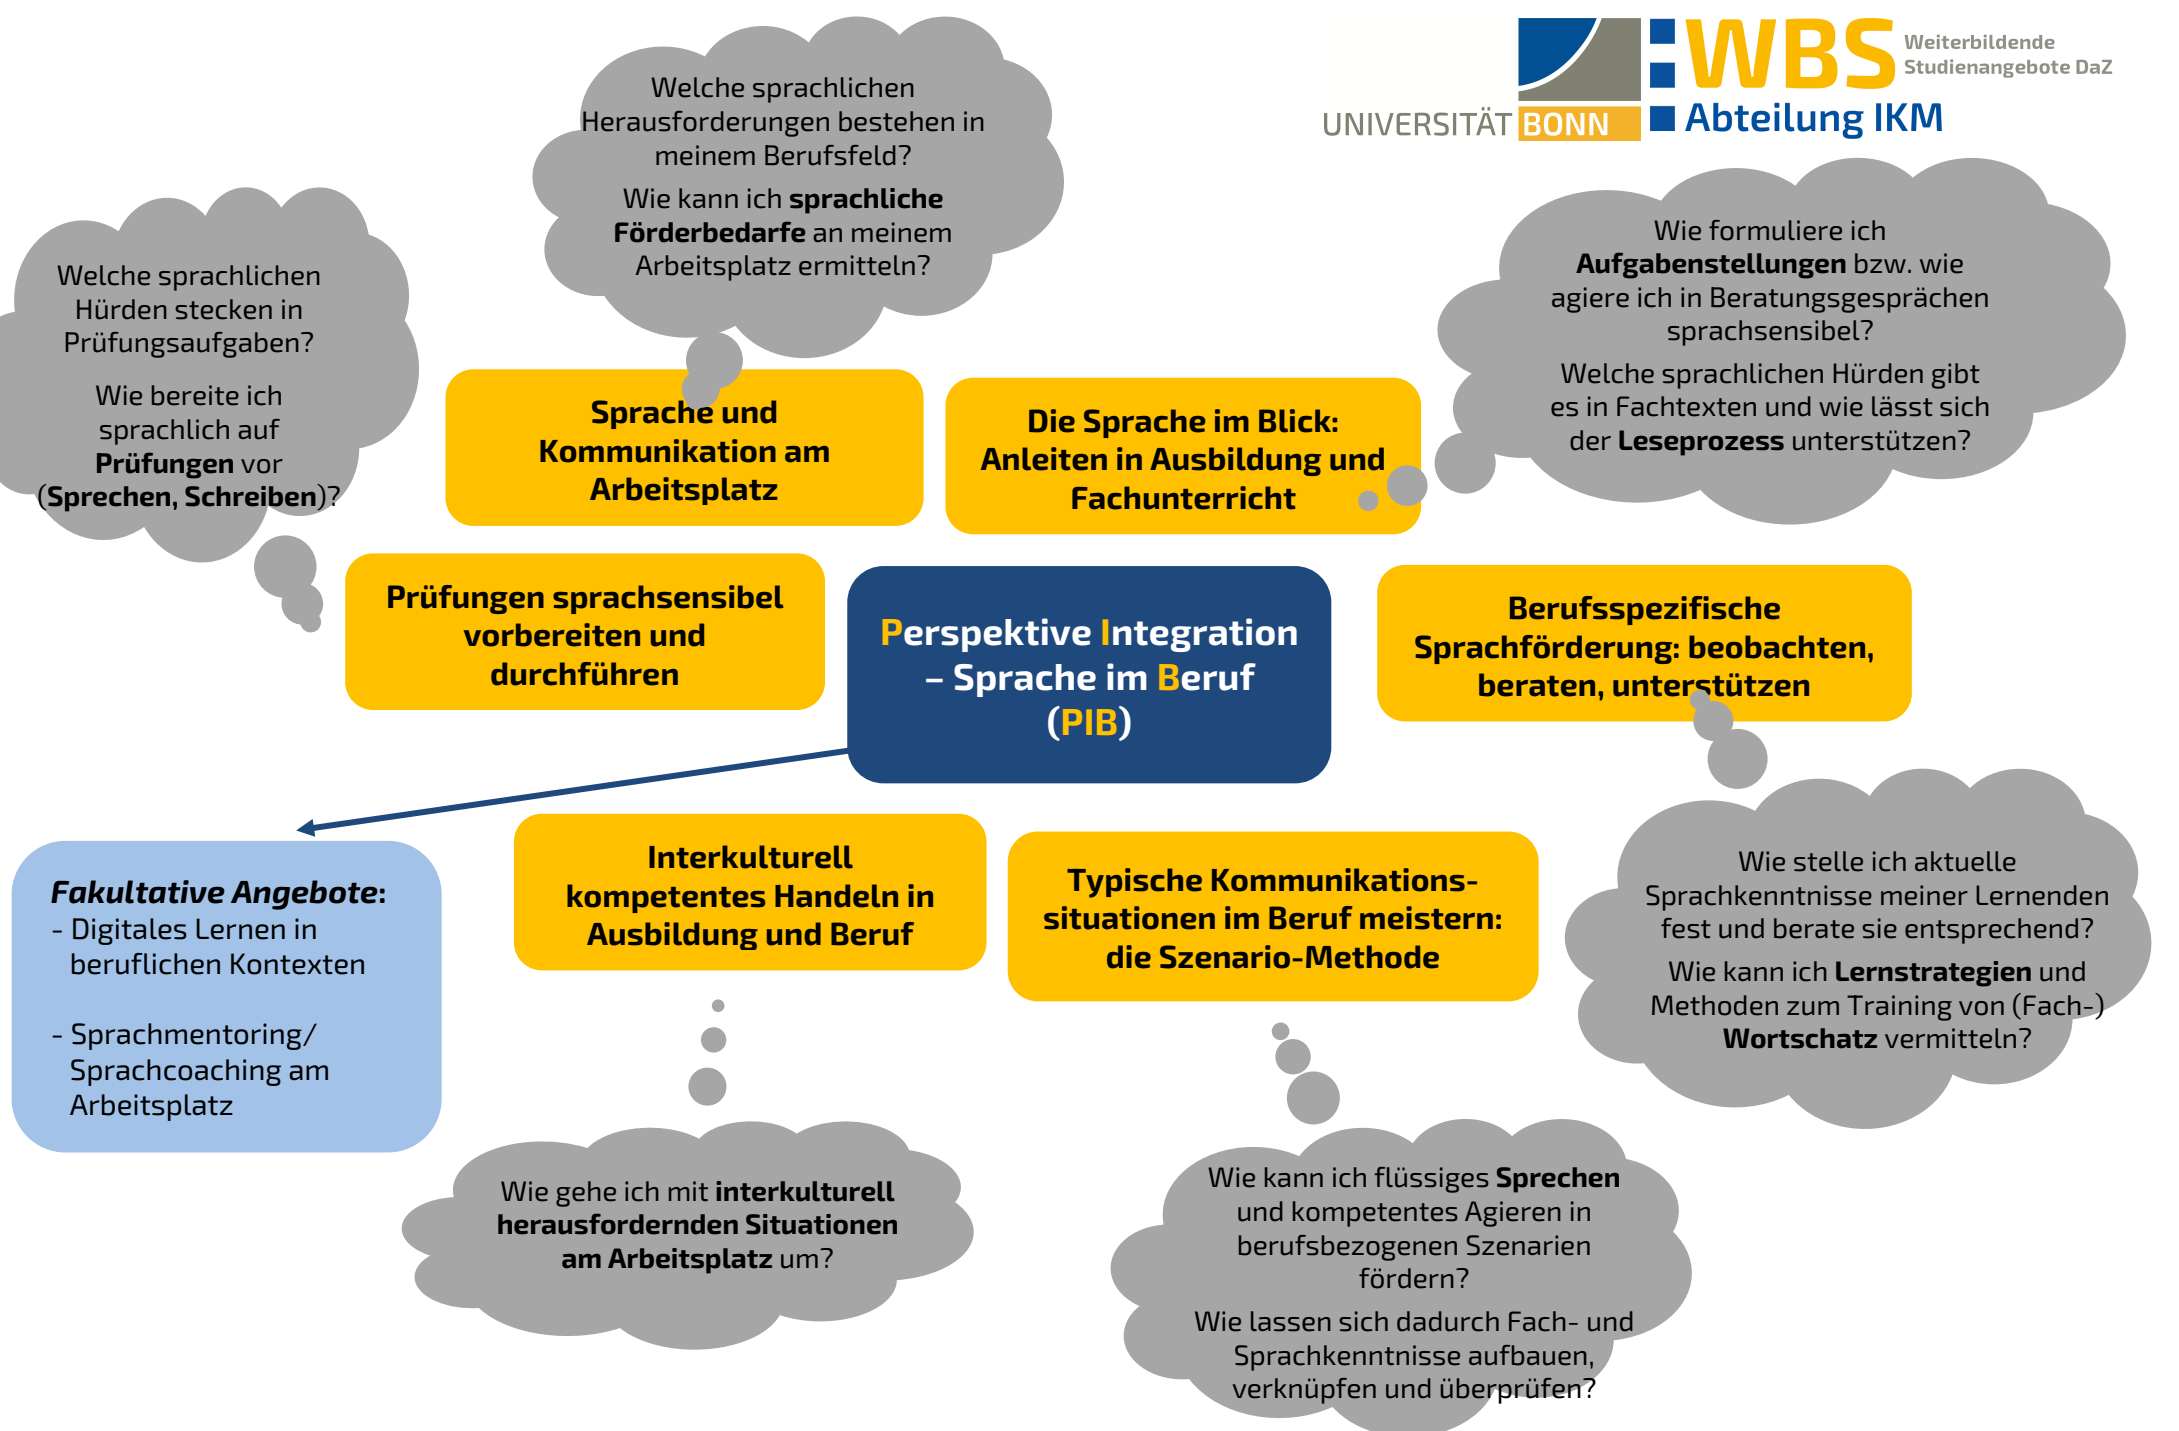 UNIVERSITÄT BONN
WBS
Weiterbildende
Studienangebote DaZ
Abteilung IKM
Welche sprachlichen
Herausforderungen bestehen in
meinem Berufsfeld?
Wie kann ich sprachliche
Förderbedarfe an meinem
Arbeitsplatz ermitteln?
Welche sprachlichen
Hürden stecken in
Prüfungsaufgaben?
Wie bereite ich
sprachlich auf
Prüfungen vor
(Sprechen, Schreiben)?
Wie formuliere ich
Aufgabenstellungen bzw. wie
agiere ich in Beratungsgesprächen
sprachsensibel?
Welche sprachlichen Hürden gibt
es in Fachtexten und wie lässt sich
der Leseprozess unterstützen?
Sprache und
Kommunikation am
Arbeitsplatz
Die Sprache im Blick:
Anleiten in Ausbildung und
Fachunterricht
Prüfungen sprachsensibel
vorbereiten und
durchführen
Perspektive Integration
– Sprache im Beruf
(PIB)
Berufsspezifische
Sprachförderung: beobachten,
beraten, unterstützen
Fakultative Angebote:
- Digitales Lernen in
beruflichen Kontexten
- Sprachmentoring/
Sprachcoaching am
Arbeitsplatz
Interkulturell
kompetentes Handeln in
Ausbildung und Beruf
Typische Kommunikations-
situationen im Beruf meistern:
die Szenario-Methode
Wie stelle ich aktuelle
Sprachkenntnisse meiner Lernenden
fest und berate sie entsprechend?
Wie kann ich Lernstrategien und
Methoden zum Training von (Fach-)
Wortschatz vermitteln?
Wie gehe ich mit interkulturell
herausfordernden Situationen
am Arbeitsplatz um?
Wie kann ich flüssiges Sprechen
und kompetentes Agieren in
berufsbezogenen Szenarien
fördern?
Wie lassen sich dadurch Fach- und
Sprachkenntnisse aufbauen,
verknüpfen und überprüfen?